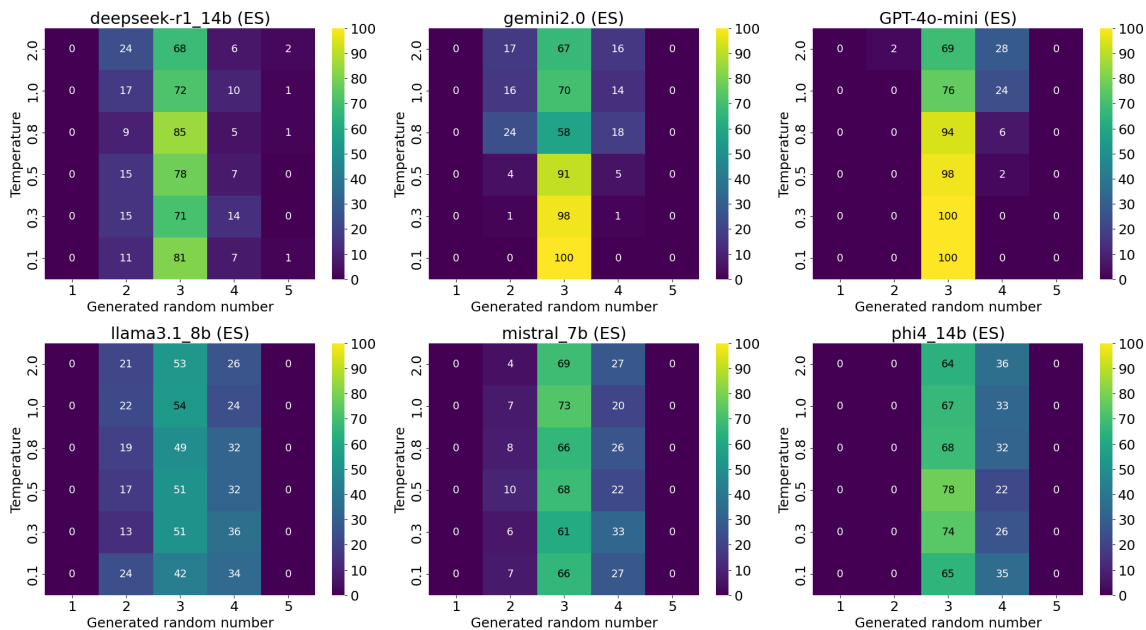 deepseek-r1_14b (ES)
Temperature
2.0 0 24 68 6 2
1.0 0 17 72 10 1
0.8 0 9 85 5 1
0.5 0 15 78 7 0
0.3 0 15 71 14 0
0.1 0 11 81 7 1
1 2 3 4 5
Generated random number
100
90
80
70
60
50
40
30
20
10
0
gemini2.0 (ES)
Temperature
2.0 0 17 67 16 0
1.0 0 16 70 14 0
0.8 0 24 58 18 0
0.5 0 4 91 5 0
0.3 0 1 98 1 0
0.1 0 0 100 0 0
1 2 3 4 5
Generated random number
100
90
80
70
60
50
40
30
20
10
0
GPT-4o-mini (ES)
Temperature
2.0 0 2 69 28 0
1.0 0 0 76 24 0
0.8 0 0 94 6 0
0.5 0 0 98 2 0
0.3 0 0 100 0 0
0.1 0 0 100 0 0
1 2 3 4 5
Generated random number
100
90
80
70
60
50
40
30
20
10
0
llama3.1_8b (ES)
Temperature
2.0 0 21 53 26 0
1.0 0 22 54 24 0
0.8 0 19 49 32 0
0.5 0 17 51 32 0
0.3 0 13 51 36 0
0.1 0 24 42 34 0
1 2 3 4 5
Generated random number
100
90
80
70
60
50
40
30
20
10
0
mistral_7b (ES)
Temperature
2.0 0 4 69 27 0
1.0 0 7 73 20 0
0.8 0 8 66 26 0
0.5 0 10 68 22 0
0.3 0 6 61 33 0
0.1 0 7 66 27 0
1 2 3 4 5
Generated random number
100
90
80
70
60
50
40
30
20
10
0
phi4_14b (ES)
Temperature
2.0 0 0 64 36 0
1.0 0 0 67 33 0
0.8 0 0 68 32 0
0.5 0 0 78 22 0
0.3 0 0 74 26 0
0.1 0 0 65 35 0
1 2 3 4 5
Generated random number
100
90
80
70
60
50
40
30
20
10
0